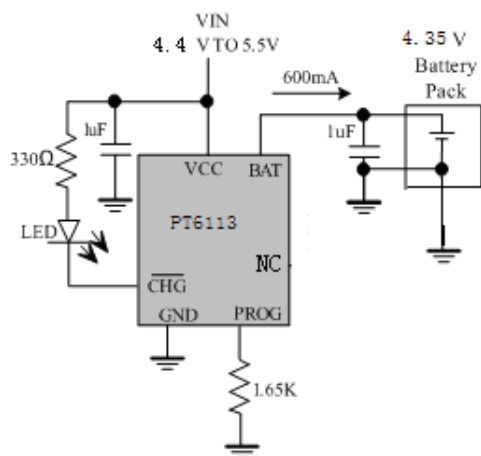 VIN
4.4 V TO 5.5V
4.35 V
Battery
Pack
600mA
1uF
1uF
330Ω
VCC
BAT
PT6113
LED
NC
CHG
GND
PROG
1.65K